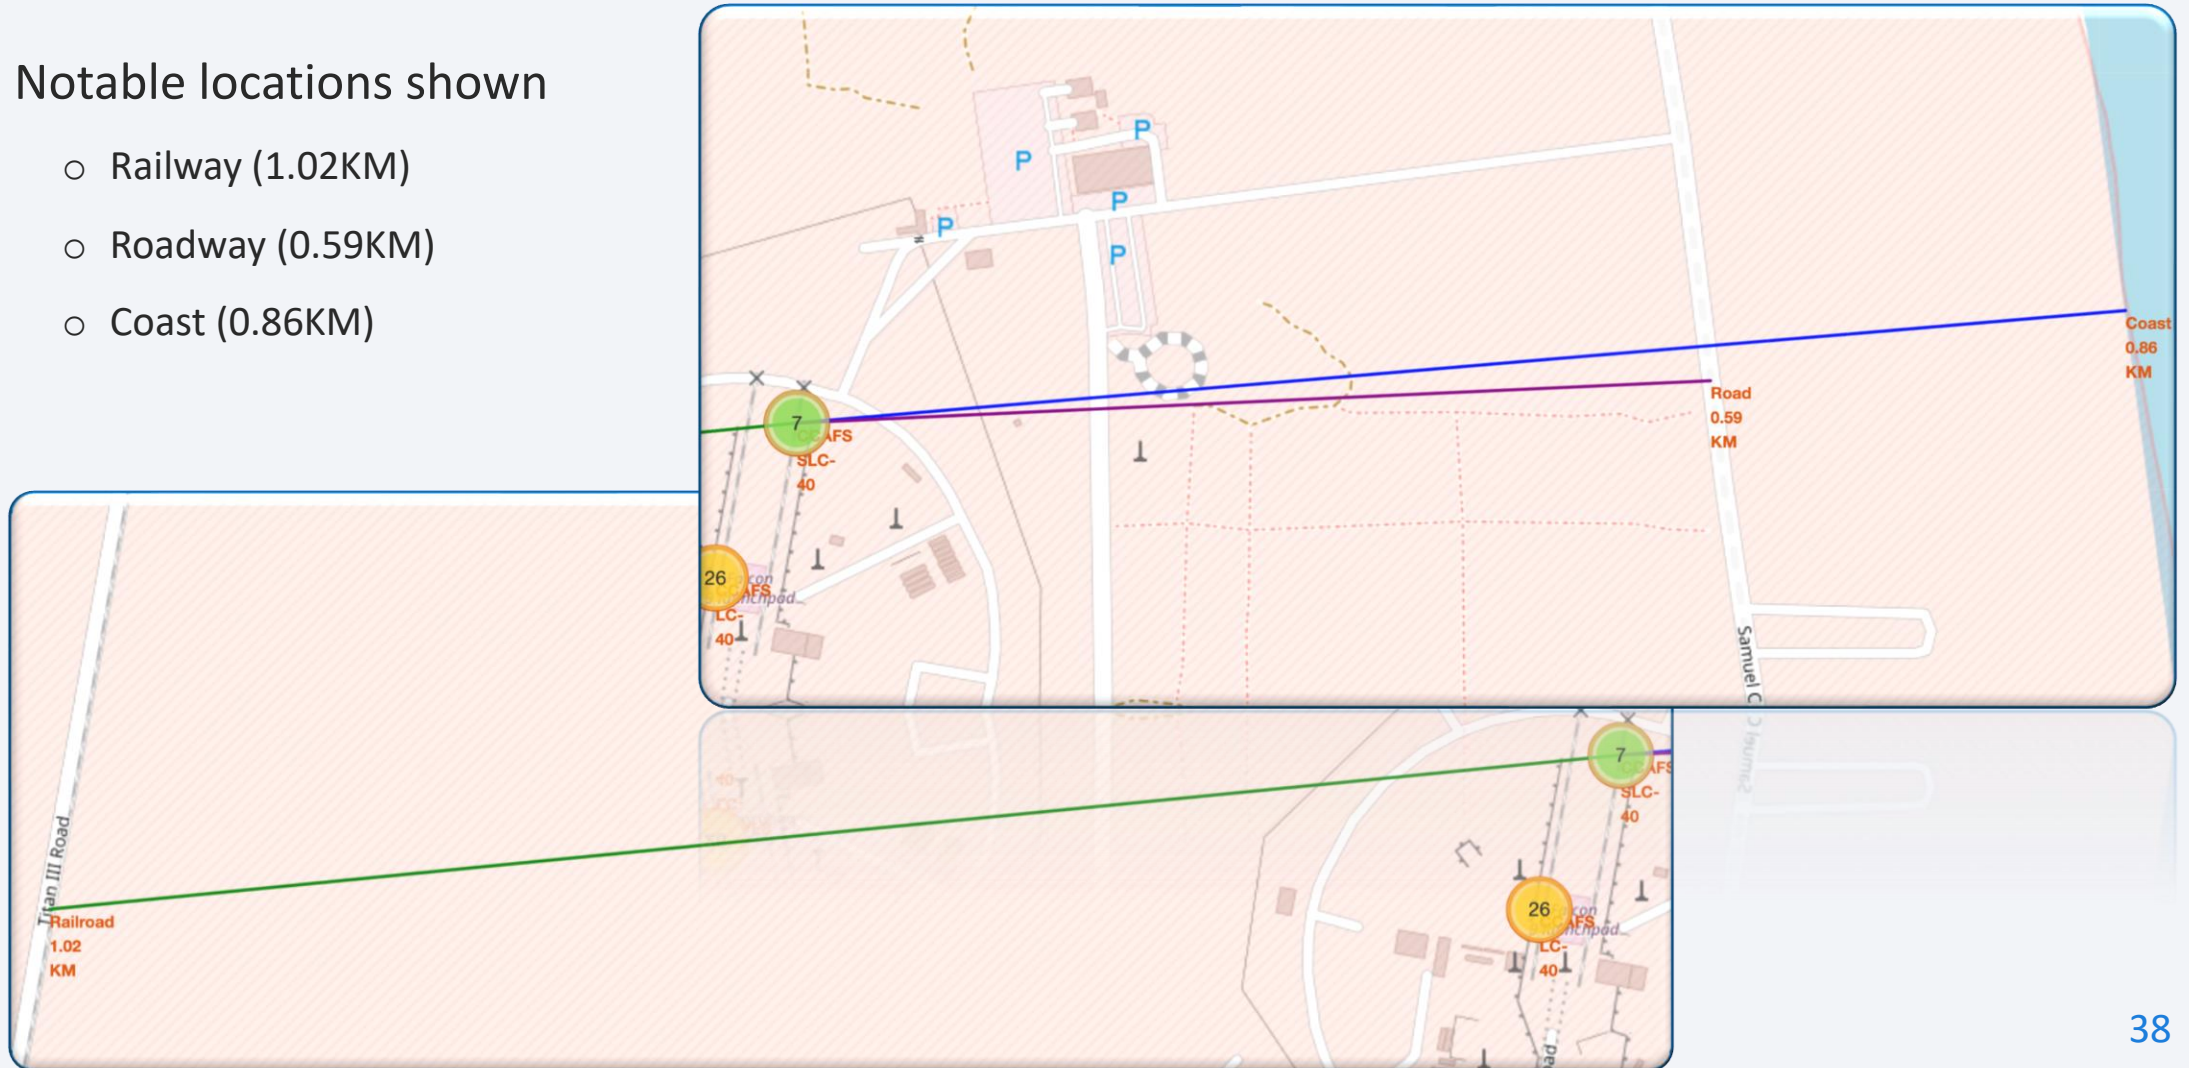 Notable locations shown
○ Railway (1.02KM)
○ Roadway (0.59KM)
○ Coast (0.86KM)
P
P
P
P
P
Coast
0.86
KM
Road
0.59
KM
7
SLC-
40
26
LC-
40
Samuel C
Titan III Road
Railroad
1.02
KM
7
SLC-
40
26
LC-
40
38